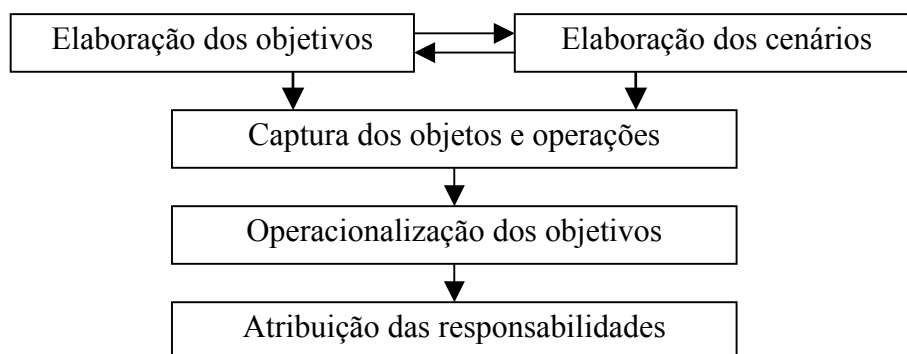 Elaboração dos objetivos
Elaboração dos cenários
Captura dos objetos e operações
Operacionalização dos objetivos
Atribuição das responsabilidades